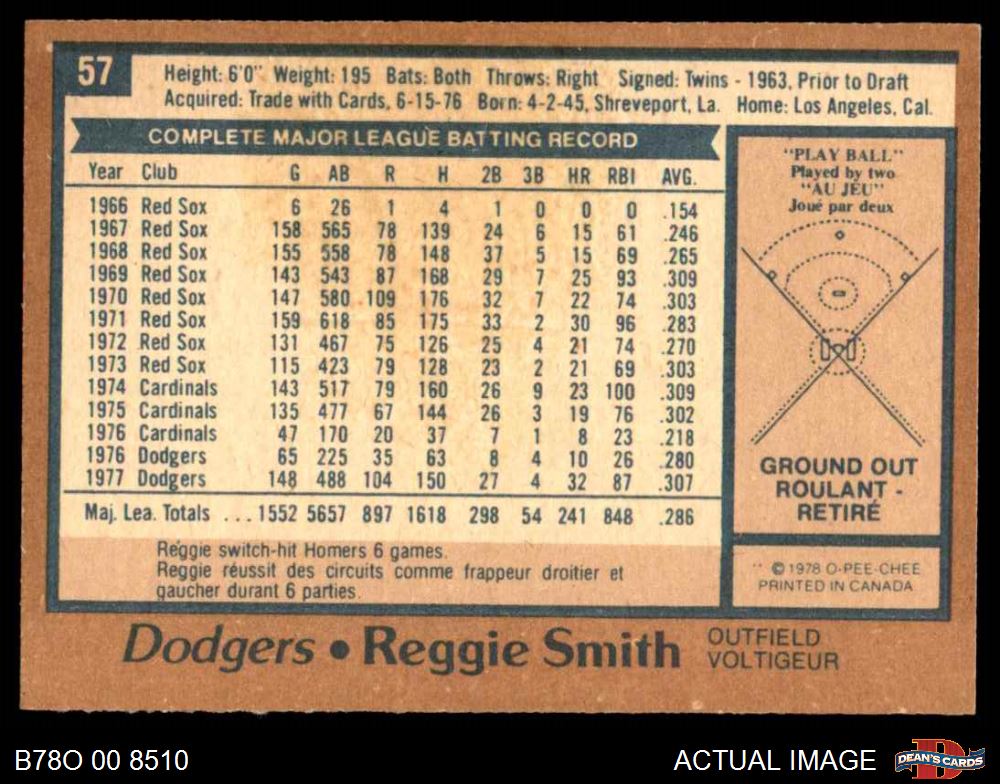 57
Height: 6'0" Weight: 195 Bats: Both Throws: Right Signed: Twins - 1963, Prior to Draft
Acquired: Trade with Cards, 6-15-76 Born: 4-2-45, Shreveport, La. Home: Los Angeles, Cal.
COMPLETE MAJOR LEAGUE BATTING RECORD
Year Club G AB R H 2B 3B HR RBI AVG.
1966 Red Sox 6 26 1 4 1 0 0 0 .154
1967 Red Sox 158 565 78 139 24 6 15 61 .246
1968 Red Sox 155 558 78 148 37 5 15 69 .265
1969 Red Sox 143 543 87 168 29 7 25 93 .309
1970 Red Sox 147 580 109 176 32 7 22 74 .303
1971 Red Sox 159 618 85 175 33 2 30 96 .283
1972 Red Sox 131 467 75 126 25 4 21 74 .270
1973 Red Sox 115 423 79 128 23 2 21 69 .303
1974 Cardinals 143 517 79 160 26 9 23 100 .309
1975 Cardinals 135 477 67 144 26 3 19 76 .302
1976 Cardinals 47 170 20 37 7 1 8 23 .218
1976 Dodgers 65 225 35 63 8 4 10 26 .280
1977 Dodgers 148 488 104 150 27 4 32 87 .307
Maj. Lea. Totals ... 1552 5657 897 1618 298 54 241 848 .286
Reggie switch-hit Homers 6 games.
Reggie réussit des circuits comme frappeur droitier et
gaucher durant 6 parties.
"PLAY BALL"
Played by two
"AU JEU"
Joué par deux
GROUND OUT
ROULANT -
RETIRÉ
** © 1978 O-PEE-CHEE
PRINTED IN CANADA
Dodgers • Reggie Smith
OUTFIELD
VOLTIGEUR
B78O 00 8510
ACTUAL IMAGE
D
DEAN'S CARDS